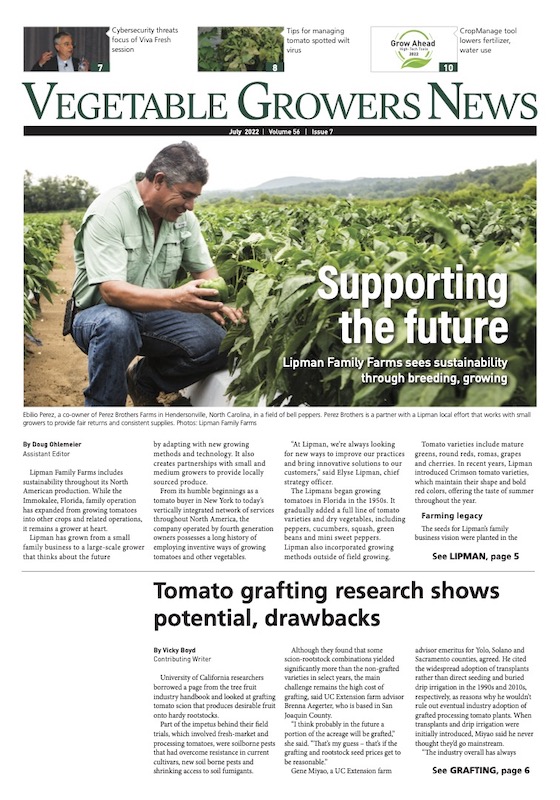 Cybersecurity threats
focus of Viva Fresh
session
7
Tips for managing
tomato spotted wilt
virus
8
Grow Ahead
High-Tech Tools
2022
CropManage tool
lowers fertilizer,
water use
10
VEGETABLE GROWERS NEWS
July 2022 | Volume 56 | Issue 7
Supporting
the future
Lipman Family Farms sees sustainability
through breeding, growing
Ebilio Perez, a co-owner of Perez Brothers Farms in Hendersonville, North Carolina, in a field of bell peppers. Perez Brothers is a partner with a Lipman local effort that works with small
growers to provide fair returns and consistent supplies. Photos: Lipman Family Farms
By Doug Ohlemeier
Assistant Editor
Lipman Family Farms includes
sustainability throughout its North
American production. While the
Immokalee, Florida, family operation
has expanded from growing tomatoes
into other crops and related operations,
it remains a grower at heart.
Lipman has grown from a small
family business to a large-scale grower
that thinks about the future
by adapting with new growing
methods and technology. It also
creates partnerships with small and
medium growers to provide locally
sourced produce.
From its humble beginnings as a
tomato buyer in New York to today's
vertically integrated network of services
throughout North America, the
company operated by fourth generation
owners possesses a long history of
employing inventive ways of growing
tomatoes and other vegetables.
"At Lipman, we're always looking
for new ways to improve our practices
and bring innovative solutions to our
customers," said Elyse Lipman, chief
strategy officer.
The Lipmans began growing
tomatoes in Florida in the 1950s. It
gradually added a full line of tomato
varieties and dry vegetables, including
peppers, cucumbers, squash, green
beans and mini sweet peppers.
Lipman also incorporated growing
methods outside of field growing.
Tomato varieties include mature
greens, round reds, romas, grapes
and cherries. In recent years, Lipman
introduced Crimson tomato varieties,
which maintain their shape and bold
red colors, offering the taste of summer
throughout the year.
Farming legacy
The seeds for Lipman's family
business vision were planted in the
See LIPMAN, page 5
Tomato grafting research shows
potential, drawbacks
By Vicky Boyd
Contributing Writer
University of California researchers
borrowed a page from the tree fruit
industry handbook and looked at grafting
tomato scion that produces desirable fruit
onto hardy rootstocks.
Part of the impetus behind their field
trials, which involved fresh-market and
processing tomatoes, were soilborne pests
that had overcome resistance in current
cultivars, new soil borne pests and
shrinking access to soil fumigants.
Although they found that some
scion-rootstock combinations yielded
significantly more than the non-grafted
varieties in select years, the main
challenge remains the high cost of
grafting, said UC Extension farm advisor
Brenna Aegerter, who is based in San
Joaquin County.
"I think probably in the future a
portion of the acreage will be grafted,"
she said. "That's my guess – that's if the
grafting and rootstock seed prices get to
be reasonable."
Gene Miyao, a UC Extension farm
advisor emeritus for Yolo, Solano and
Sacramento counties, agreed. He cited
the widespread adoption of transplants
rather than direct seeding and buried
drip irrigation in the 1990s and 2010s,
respectively, as reasons why he wouldn't
rule out eventual industry adoption of
grafted processing tomato plants. When
transplants and drip irrigation were
initially introduced, Miyao said he never
thought they'd go mainstream.
"The industry overall has always
See GRAFTING, page 6